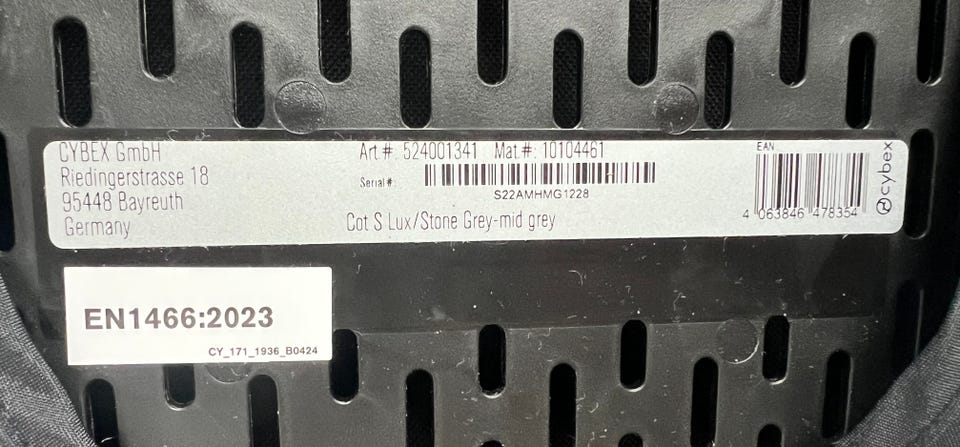 CYBEX GmbH
Riedingerstrasse 18
95448 Bayreuth
Germany
Art.#: 524001341 Mat.#: 10104461
Serial#:
S22AMHMG1228
Cot S Lux/Stone Grey-mid grey
EAN
4 063846 478354
cybex
EN1466:2023
CY_171_1936_B0424